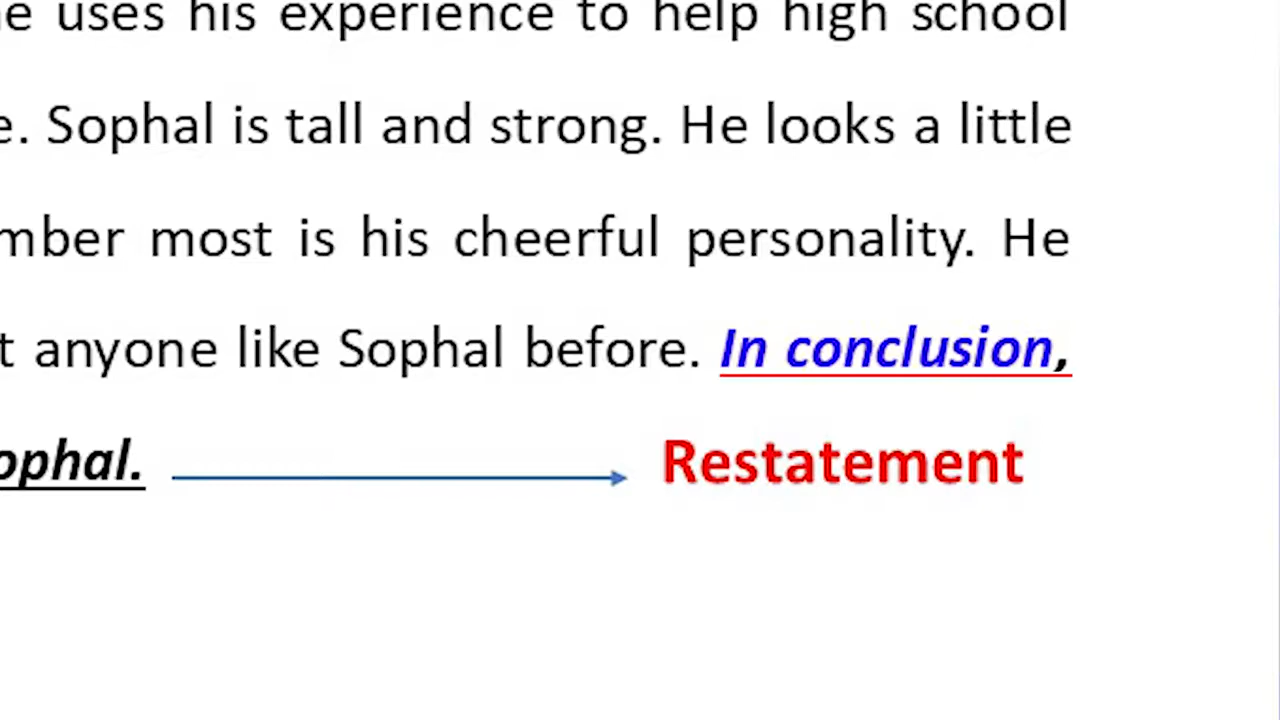 e uses his experience to help high school
e. Sophal is tall and strong. He looks a little
mber most is his cheerful personality. He
t anyone like Sophal before. In conclusion,
ophal. Restatement